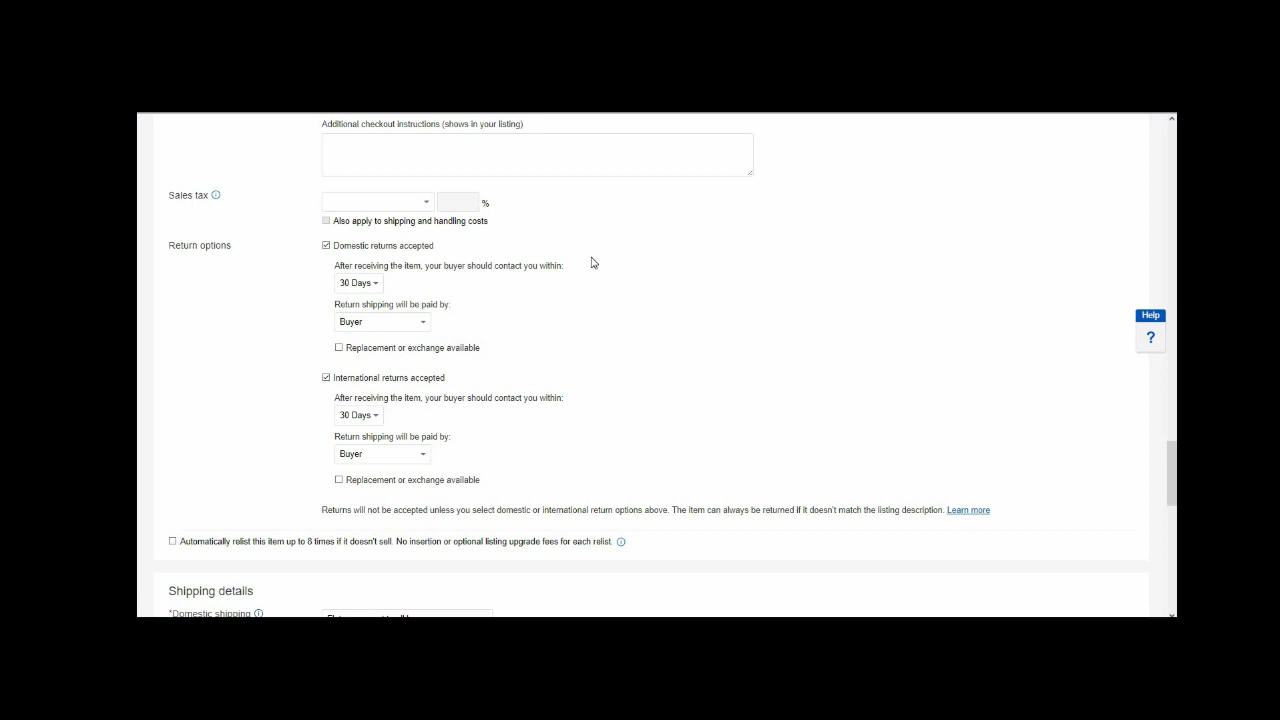 Additional checkout instructions (shows in your listing)
Sales tax
%
Also apply to shipping and handling costs
Return options
Domestic returns accepted
After receiving the item, your buyer should contact you within:
30 Days
Return shipping will be paid by:
Buyer
Replacement or exchange available
International returns accepted
After receiving the item, your buyer should contact you within:
30 Days
Return shipping will be paid by:
Buyer
Replacement or exchange available
Returns will not be accepted unless you select domestic or international return options above. The item can always be returned if it doesn't match the listing description. Learn more
Automatically relist this item up to 8 times if it doesn't sell. No insertion or optional listing upgrade fees for each relist.
Shipping details
*Domestic shipping
Help
?